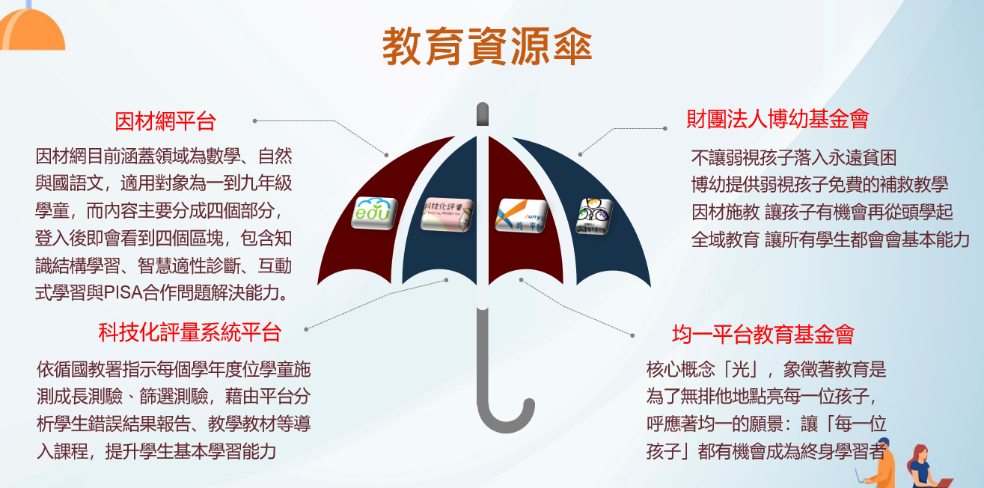 教育資源傘
因材網平台
因材網目前涵蓋領域為數學、自然
與國語文，適用對象為一到九年級
學童，而內容主要分成四個部分，
登入後即會看到四個區塊，包含知
識結構學習、智慧適性診斷、互動
式學習與PISA合作問題解決能力。
科技化評量系統平台
依循國教署指示每個學年度位學童施
測成長測驗、篩選測驗，藉由平台分
析學生錯誤結果報告、教學教材等導
入課程，提升學生基本學習能力
edu
科技化評量
Junyi
均一平台
財團法人博幼基金會
不讓弱視孩子落入永遠貧困
博幼提供弱視孩子免費的補救教學
因材施教 讓孩子有機會再從頭學起
全域教育 讓所有學生都會會基本能力
均一平台教育基金會
核心概念「光」，象徵著教育是
為了無排他地點亮每一位孩子，
呼應著均一的願景：讓「每一位
孩子」都有機會成為終身學習者